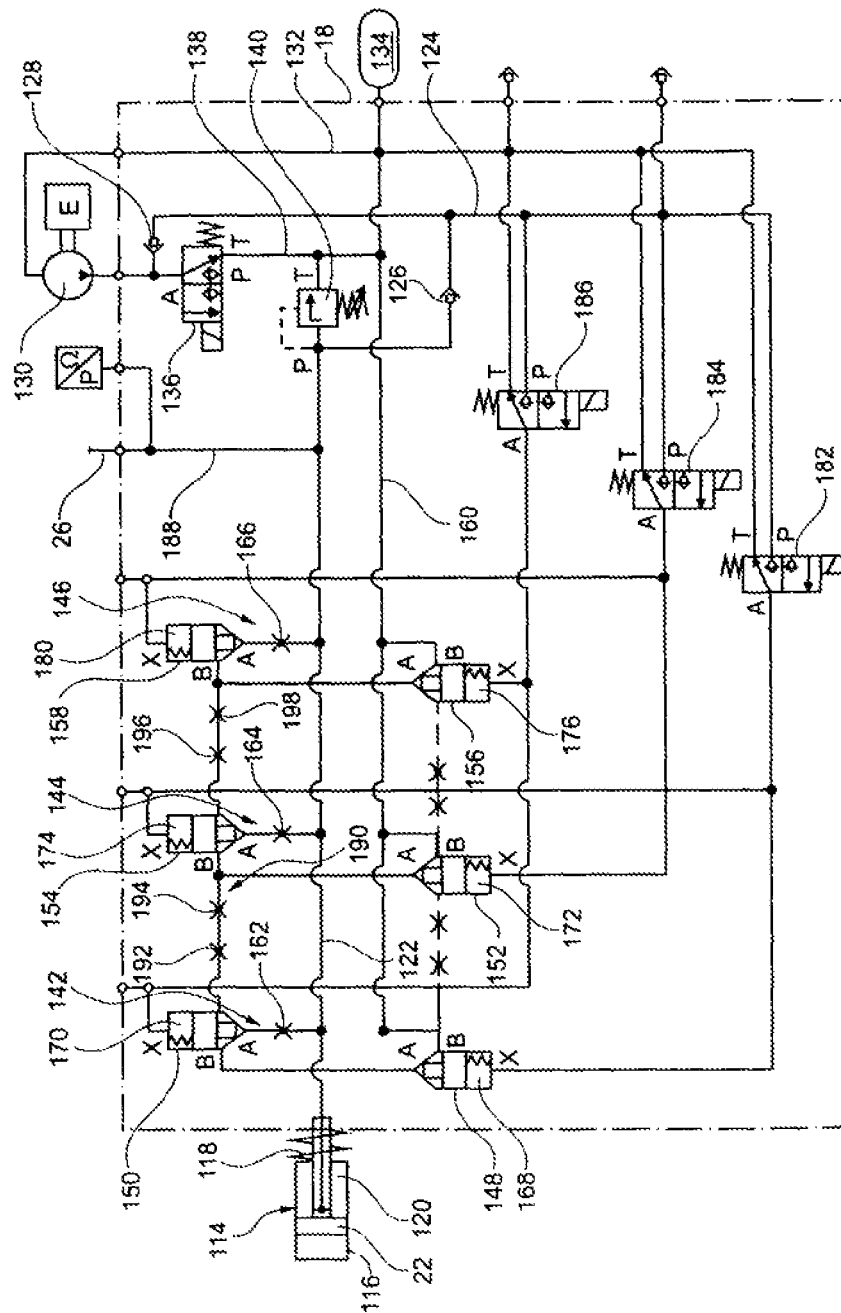 130
E
P Ω
26
128
138
140
132
18
134
124
136
A
T
P
188
146
180
158
X
B
A
166
196
198
144
174
154
X
B
A
164
194
190
192
142
170
150
X
B
A
162
122
160
T
P
126
114
118
116
22
120
A
B
148
168
X
A
B
152
172
X
A
B
156
176
X
186
T
P
A
184
T
P
A
182
T
P
A